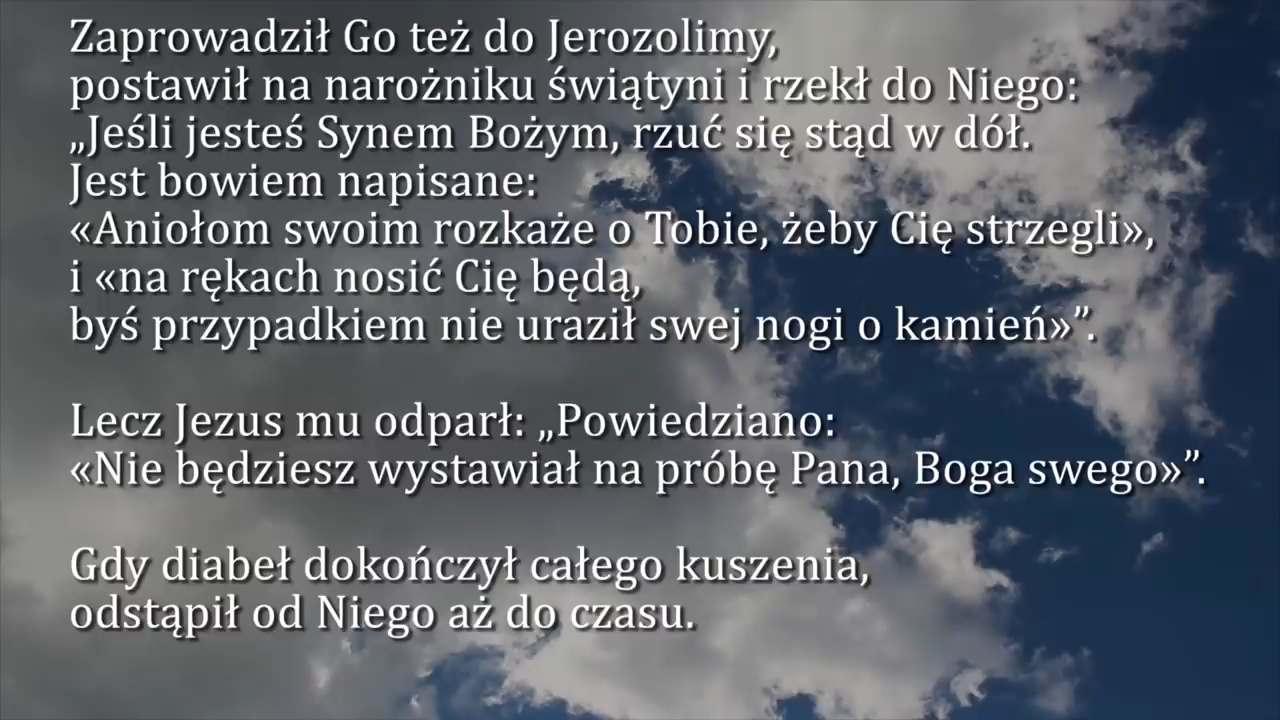 Zaprowadził Go też do Jerozolimy,
postawił na narożniku świątyni i rzekł do Niego:
„Jeśli jesteś Synem Bożym, rzuć się stąd w dół.
Jest bowiem napisane:
«Aniołom swoim rozkaże o Tobie, żeby Cię strzegli»,
i «na rękach nosić Cię będą,
byś przypadkiem nie uraził swej nogi o kamień»”.
Lecz Jezus mu odparł: „Powiedziano:
«Nie będziesz wystawiał na próbę Pana, Boga swego»”.
Gdy diabeł dokończył całego kuszenia,
odstąpił od Niego aż do czasu.